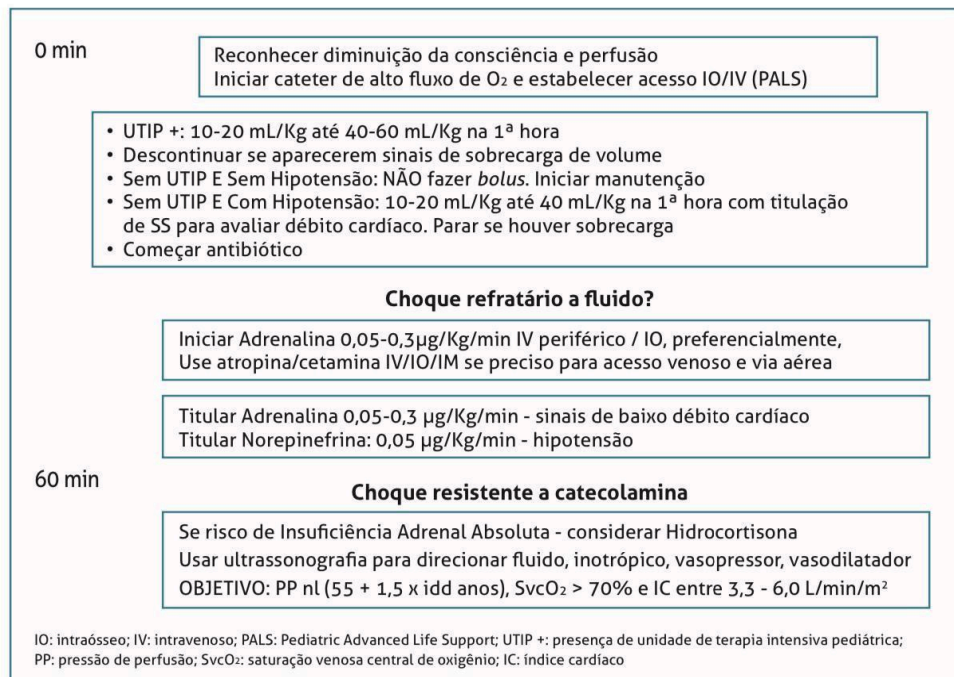 0 min
Reconhecer diminuição da consciência e perfusão
Iniciar cateter de alto fluxo de O₂ e estabelecer acesso IO/IV (PALS)
• UTIP +: 10-20 mL/Kg até 40-60 mL/Kg na 1ª hora
• Descontinuar se aparecerem sinais de sobrecarga de volume
• Sem UTIP E Sem Hipotensão: NÃO fazer bolus. Iniciar manutenção
• Sem UTIP E Com Hipotensão: 10-20 mL/Kg até 40 mL/Kg na 1ª hora com titulação
de SS para avaliar débito cardíaco. Parar se houver sobrecarga
• Começar antibiótico
Choque refratário a fluido?
Iniciar Adrenalina 0,05-0,3µg/Kg/min IV periférico / IO, preferencialmente,
Use atropina/cetamina IV/IO/IM se preciso para acesso venoso e via aérea
Titular Adrenalina 0,05-0,3 µg/Kg/min - sinais de baixo débito cardíaco
Titular Norepinefrina: 0,05 µg/Kg/min - hipotensão
60 min
Choque resistente a catecolamina
Se risco de Insuficiência Adrenal Absoluta - considerar Hidrocortisona
Usar ultrassonografia para direcionar fluido, inotrópico, vasopressor, vasodilatador
OBJETIVO: PP nl (55 + 1,5 x idd anos), SvcO₂ > 70% e IC entre 3,3 - 6,0 L/min/m²
IO: intraósseo; IV: intravenoso; PALS: Pediatric Advanced Life Support; UTIP +: presença de unidade de terapia intensiva pediátrica;
PP: pressão de perfusão; SvcO₂: saturação venosa central de oxigênio; IC: índice cardíaco